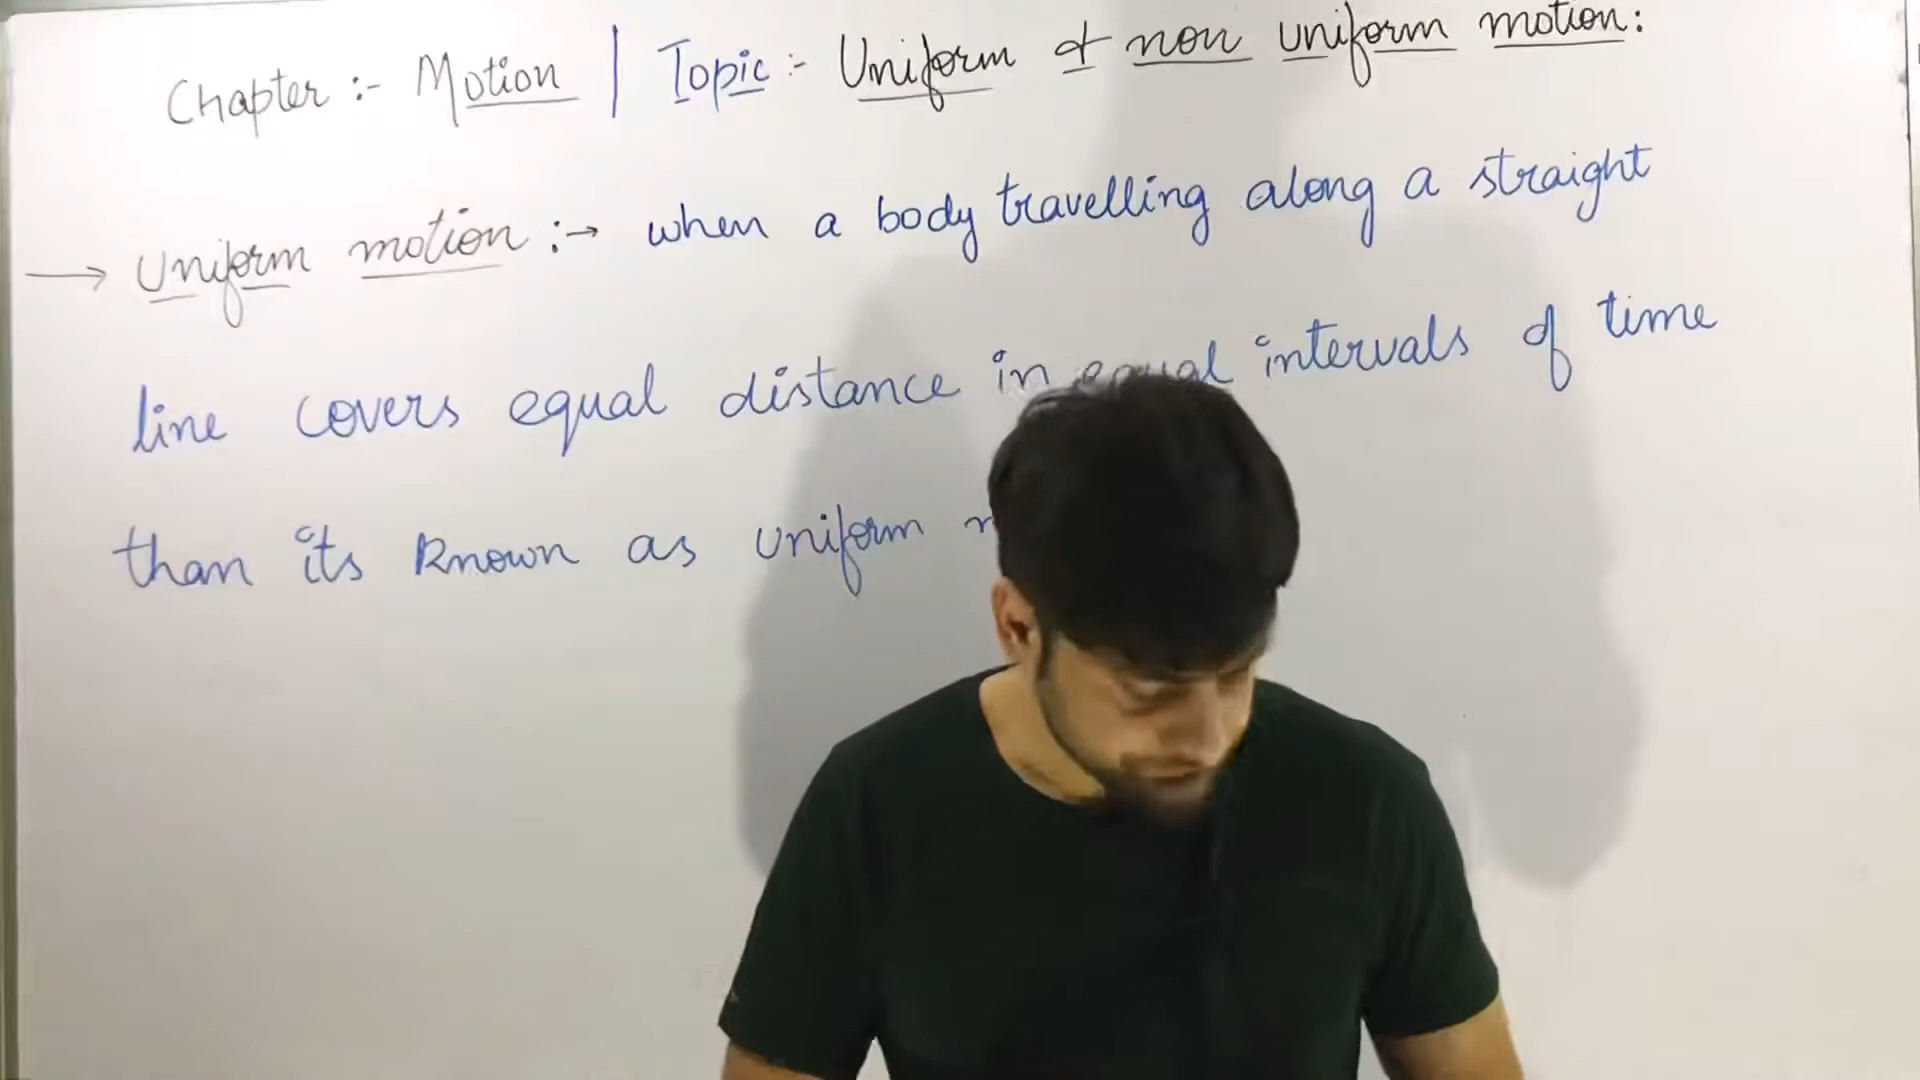 Chapter :- Motion | Topic :- Uniform & non uniform motion:
→ Uniform motion :→ when a body travelling along a straight
line covers equal distance in equal intervals of time
than its known as uniform